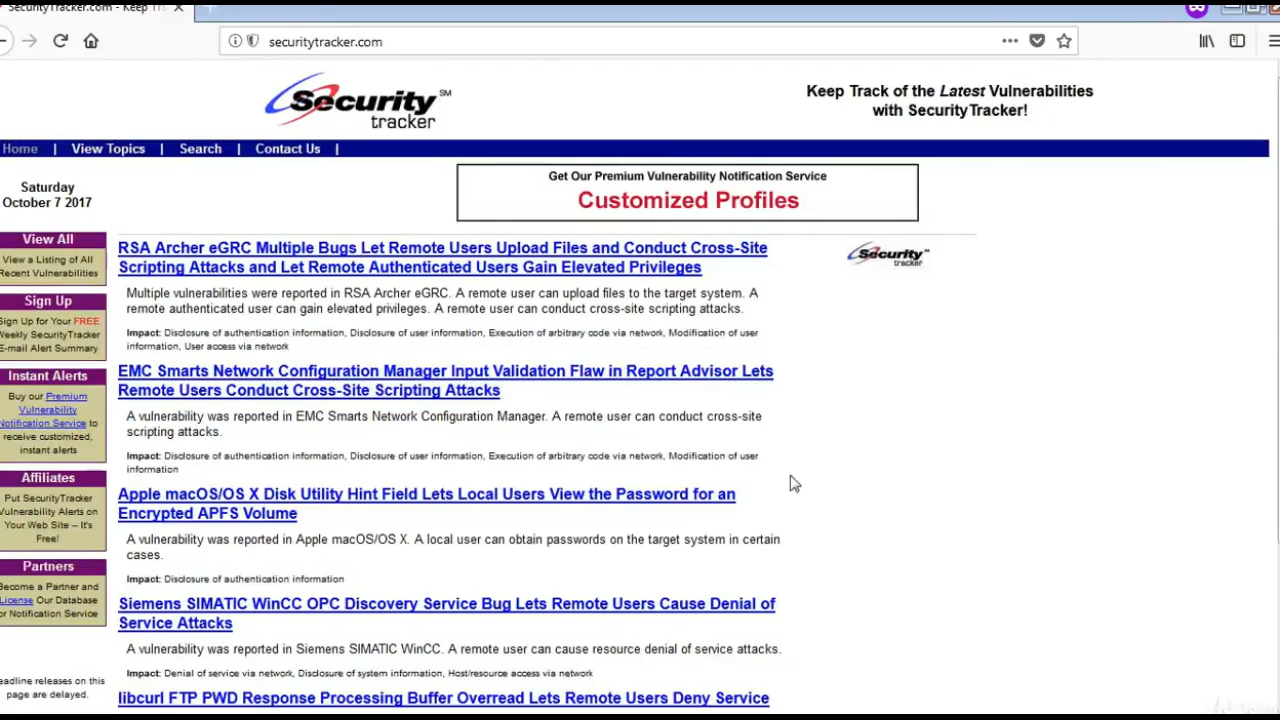 SecurityTracker.com - Keep Tra
securitytracker.com
Security SM
tracker
Keep Track of the Latest Vulnerabilities
with SecurityTracker!
Home | View Topics | Search | Contact Us |
Saturday
October 7 2017
Get Our Premium Vulnerability Notification Service
Customized Profiles
View All
View a Listing of All
Recent Vulnerabilities
Sign Up
Sign Up for Your FREE
Weekly SecurityTracker
E-mail Alert Summary
Instant Alerts
Buy our Premium
Vulnerability
Notification Service to
receive customized,
instant alerts
Affiliates
Put SecurityTracker
Vulnerability Alerts on
Your Web Site -- It's
Free!
Partners
Become a Partner and
License Our Database
or Notification Service
eadline releases on this
page are delayed.
RSA Archer eGRC Multiple Bugs Let Remote Users Upload Files and Conduct Cross-Site
Scripting Attacks and Let Remote Authenticated Users Gain Elevated Privileges
Multiple vulnerabilities were reported in RSA Archer eGRC. A remote user can upload files to the target system. A
remote authenticated user can gain elevated privileges. A remote user can conduct cross-site scripting attacks.
Impact: Disclosure of authentication information, Disclosure of user information, Execution of arbitrary code via network, Modification of user
information, User access via network
EMC Smarts Network Configuration Manager Input Validation Flaw in Report Advisor Lets
Remote Users Conduct Cross-Site Scripting Attacks
A vulnerability was reported in EMC Smarts Network Configuration Manager. A remote user can conduct cross-site
scripting attacks.
Impact: Disclosure of authentication information, Disclosure of user information, Execution of arbitrary code via network, Modification of user
information
Apple macOS/OS X Disk Utility Hint Field Lets Local Users View the Password for an
Encrypted APFS Volume
A vulnerability was reported in Apple macOS/OS X. A local user can obtain passwords on the target system in certain
cases.
Impact: Disclosure of authentication information
Siemens SIMATIC WinCC OPC Discovery Service Bug Lets Remote Users Cause Denial of
Service Attacks
A vulnerability was reported in Siemens SIMATIC WinCC. A remote user can cause resource denial of service attacks.
Impact: Denial of service via network, Disclosure of system information, Host/resource access via network
libcurl FTP PWD Response Processing Buffer Overread Lets Remote Users Deny Service
Security
tracker